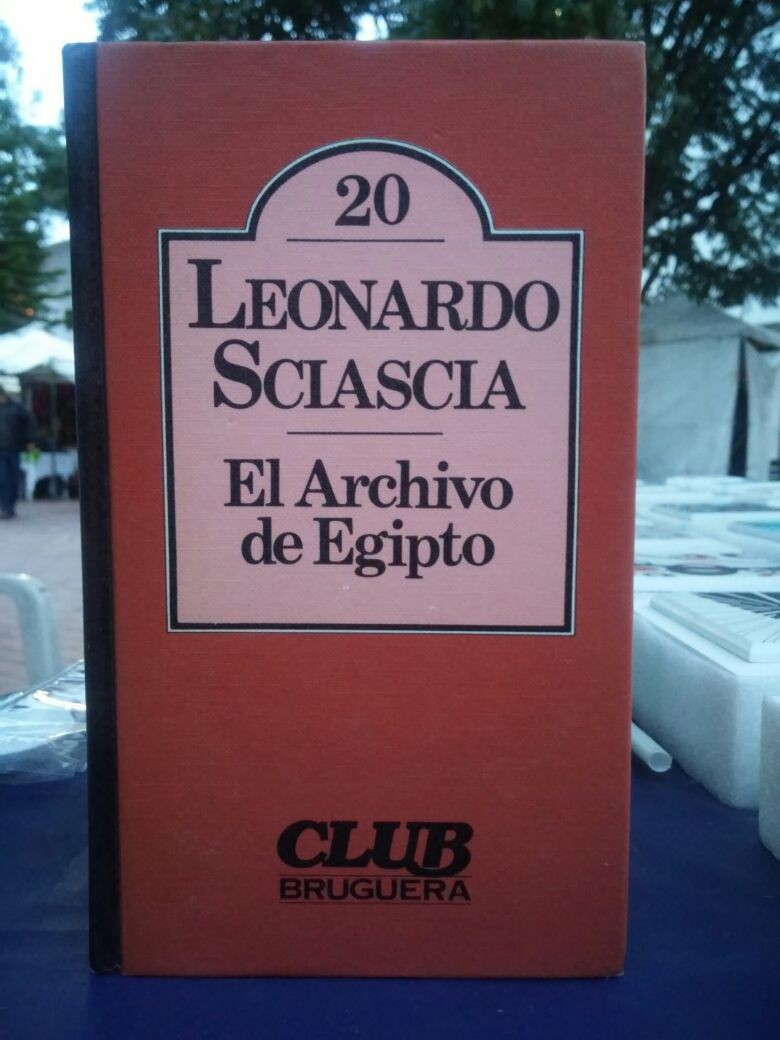 20
LEONARDO
SCIASCIA
El Archivo
de Egipto
CLUB
BRUGUERA